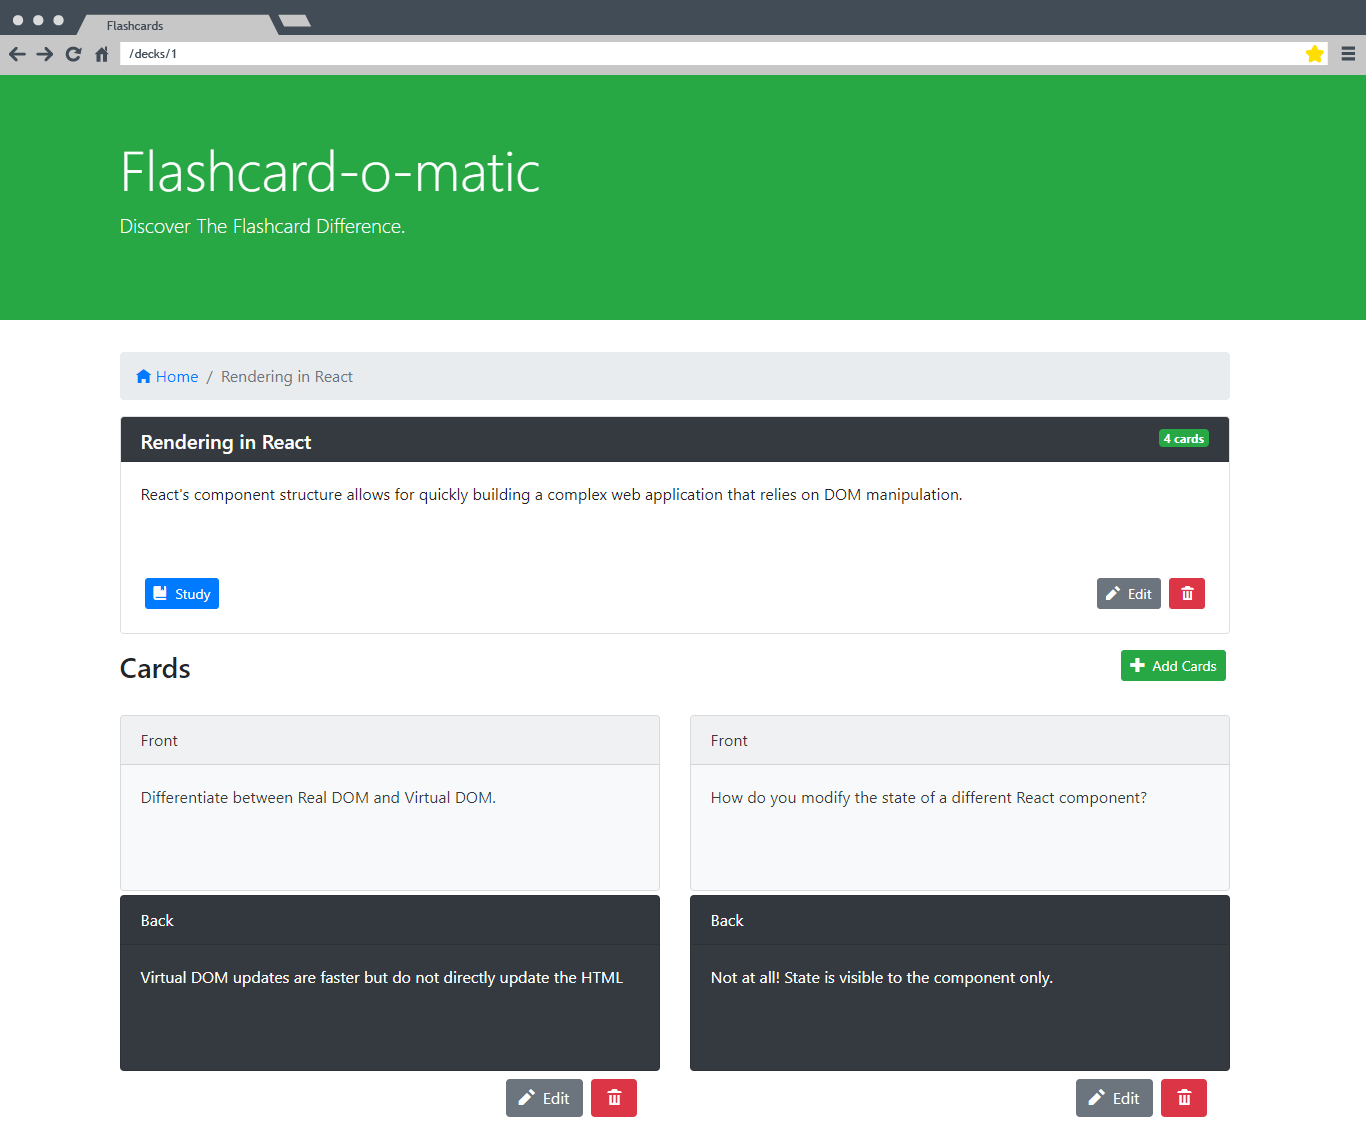 Flashcards
/decks/1
Flashcard-o-matic
Discover The Flashcard Difference.
Home / Rendering in React
Rendering in React
4 cards
React's component structure allows for quickly building a complex web application that relies on DOM manipulation.
Study
Edit
Cards
Add Cards
Front
Differentiate between Real DOM and Virtual DOM.
Back
Virtual DOM updates are faster but do not directly update the HTML
Edit
Front
How do you modify the state of a different React component?
Back
Not at all! State is visible to the component only.
Edit